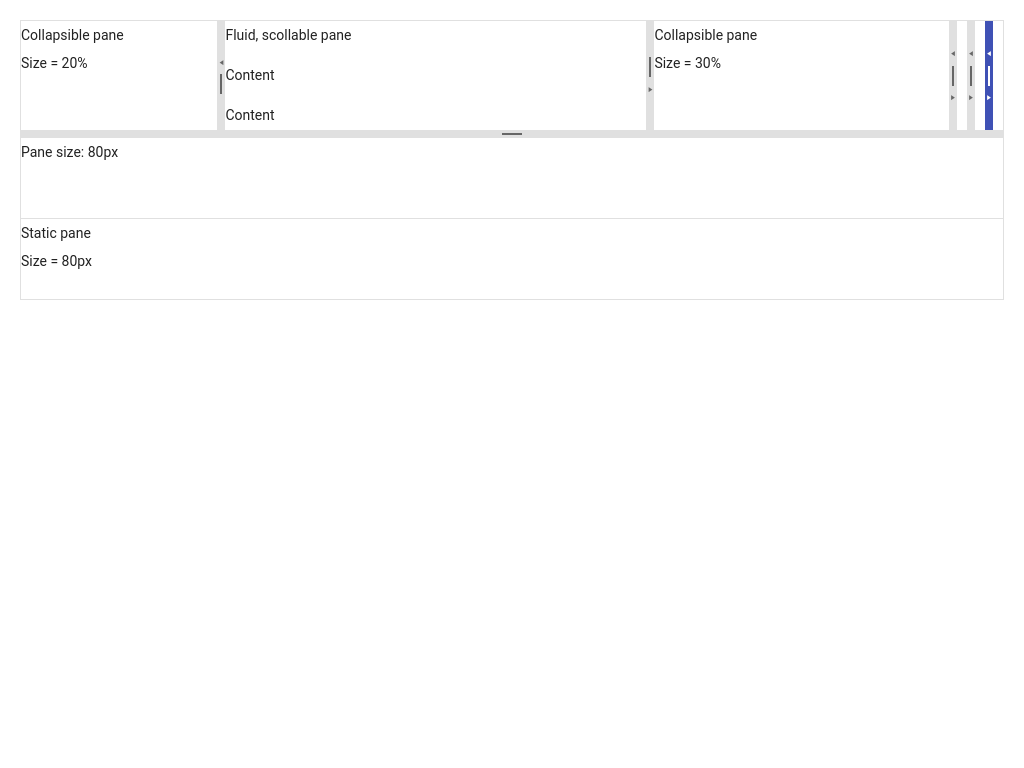 Collapsible pane
Size = 20%
Fluid, scollable pane
Content
Content
Collapsible pane
Size = 30%
Pane size: 80px
Static pane
Size = 80px